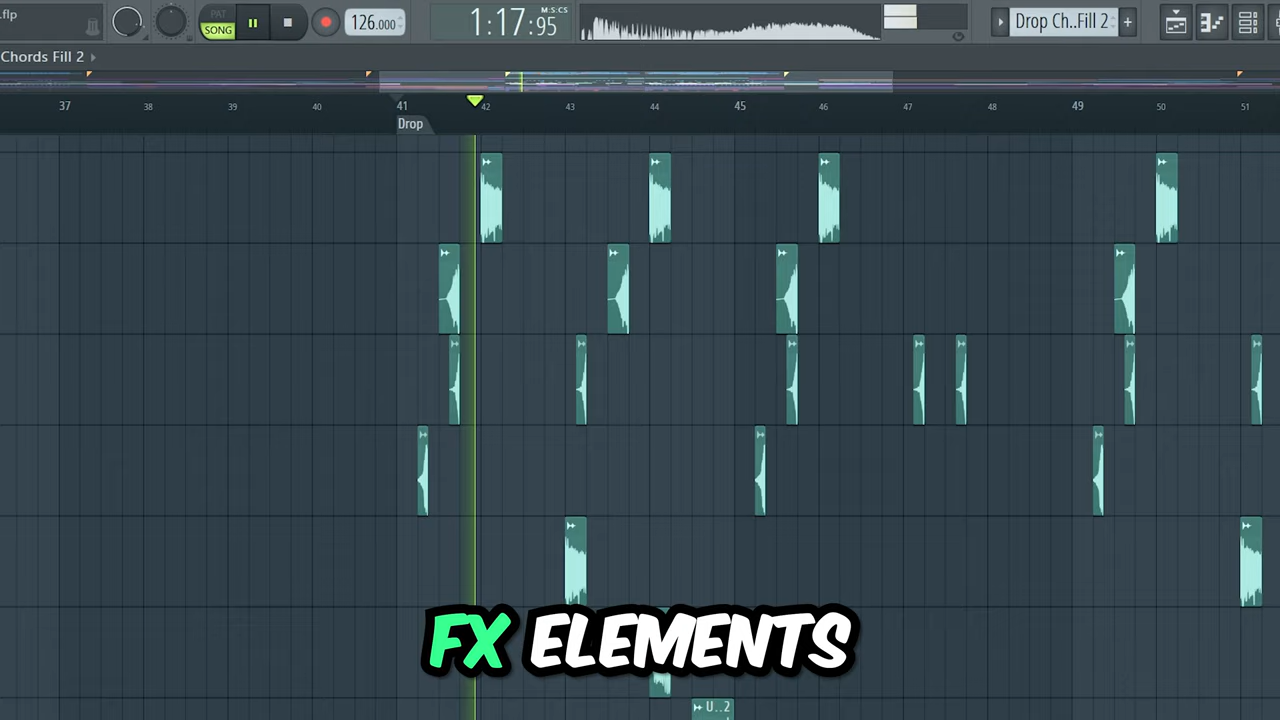 .flp
PAT
SONG
126.000
1:17:95
M:S:CS
Drop Ch..Fill 2
Chords Fill 2
37 38 39 40 41 42 43 44 45 46 47 48 49 50 51
Drop
FX ELEMENTS
U..2